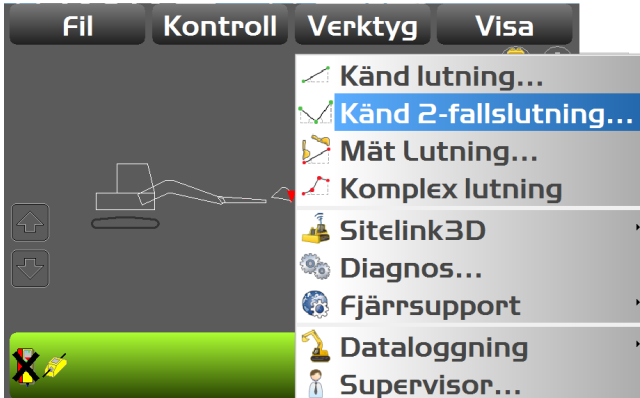 Fil Kontroll Verktyg Visa
Känd lutning...
Känd 2-fallslutning...
Mät Lutning...
Komplex lutning
Sitelink3D
Diagnos...
Fjärrsupport
Dataloggning
Supervisor...